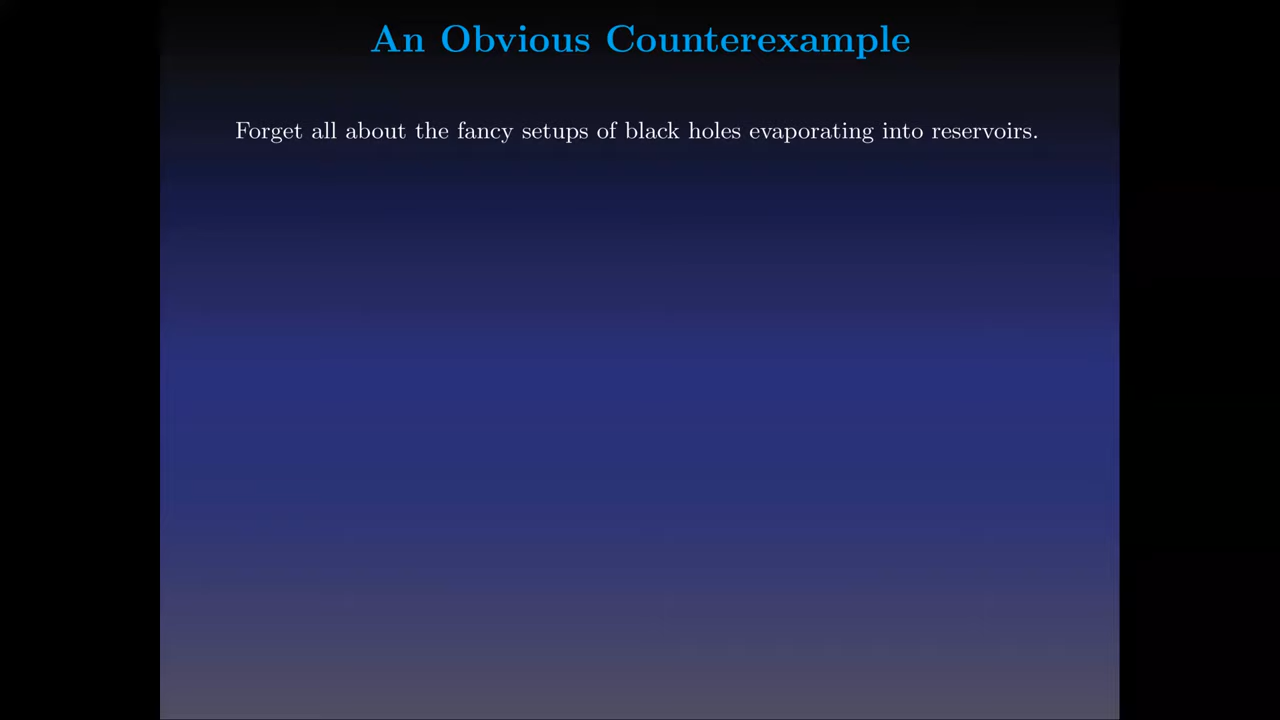 An Obvious Counterexample
Forget all about the fancy setups of black holes evaporating into reservoirs.